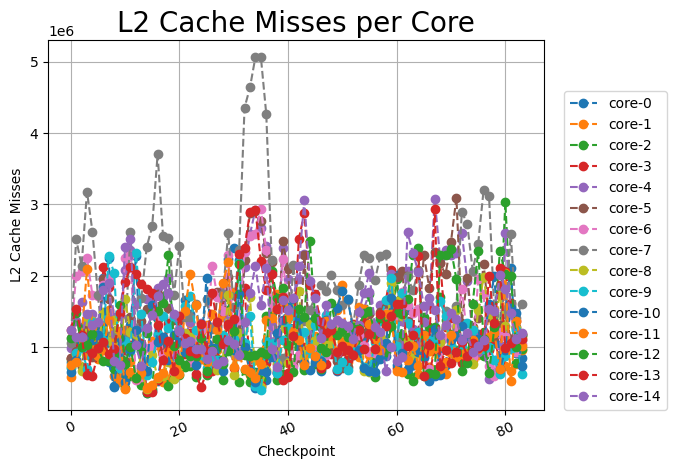 L2 Cache Misses per Core
1e6
5
4
3
2
1
L2 Cache Misses
0
20
40
60
80
Checkpoint
core-0
core-1
core-2
core-3
core-4
core-5
core-6
core-7
core-8
core-9
core-10
core-11
core-12
core-13
core-14